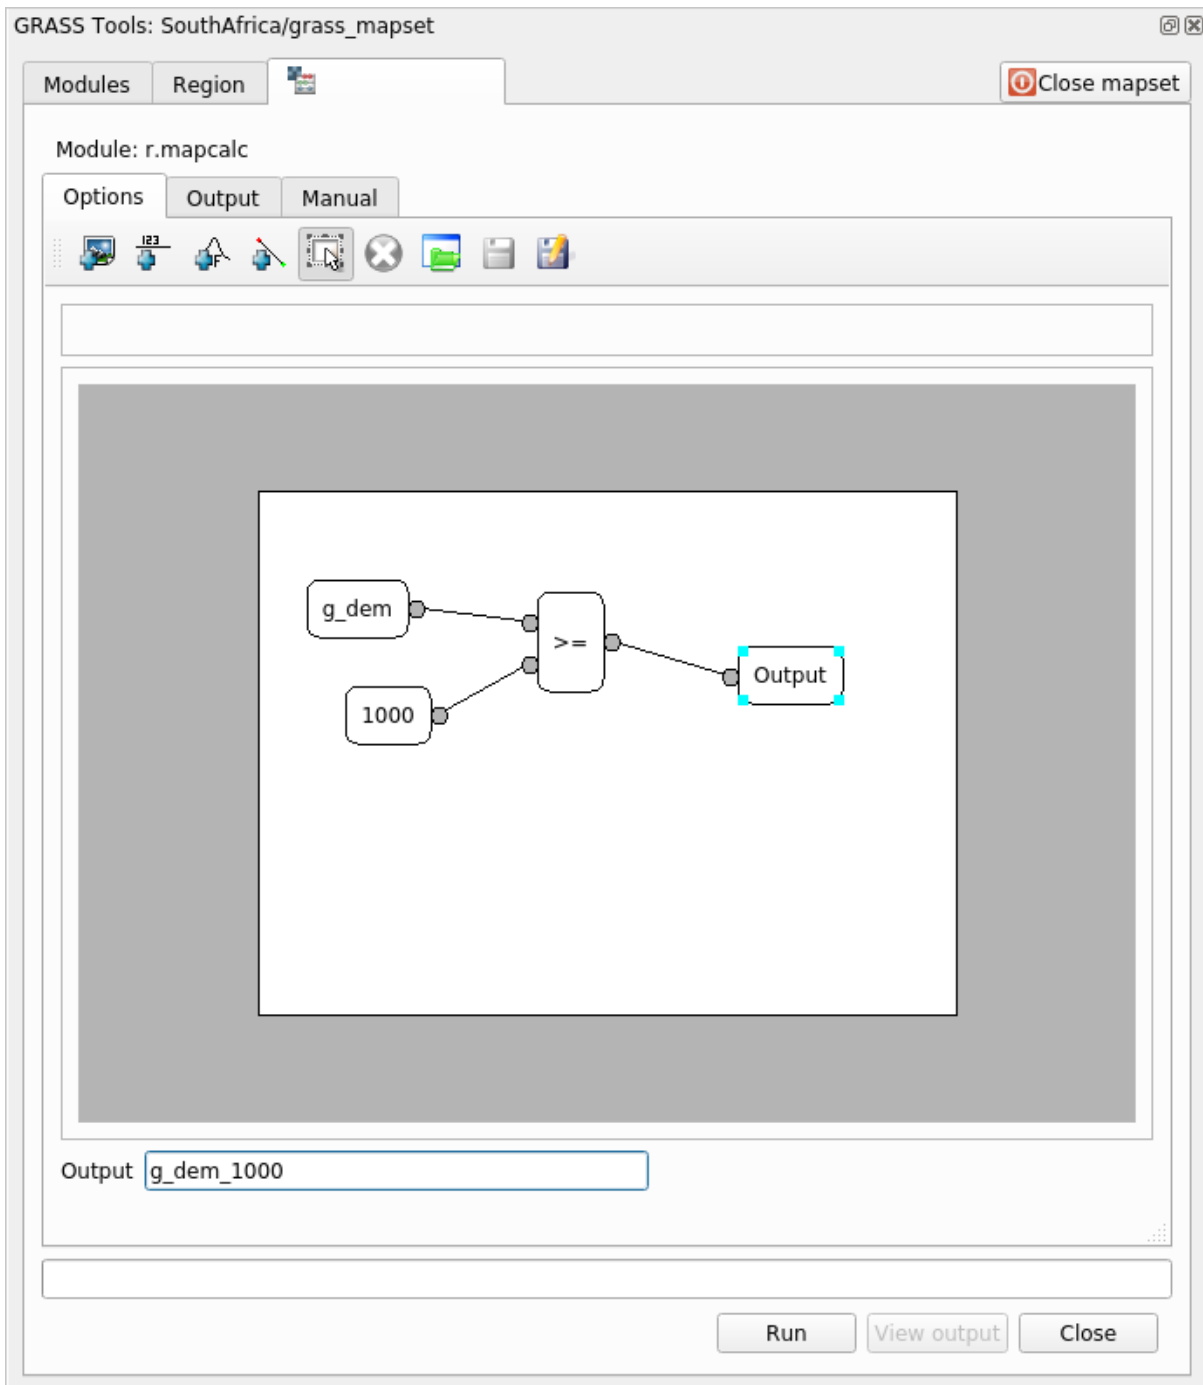 GRASS Tools: SouthAfrica/grass_mapset
Modules Region Close mapset
Module: r.mapcalc
Options Output Manual
123
F
g_dem
>=
Output
1000
Output g_dem_1000
Run View output Close